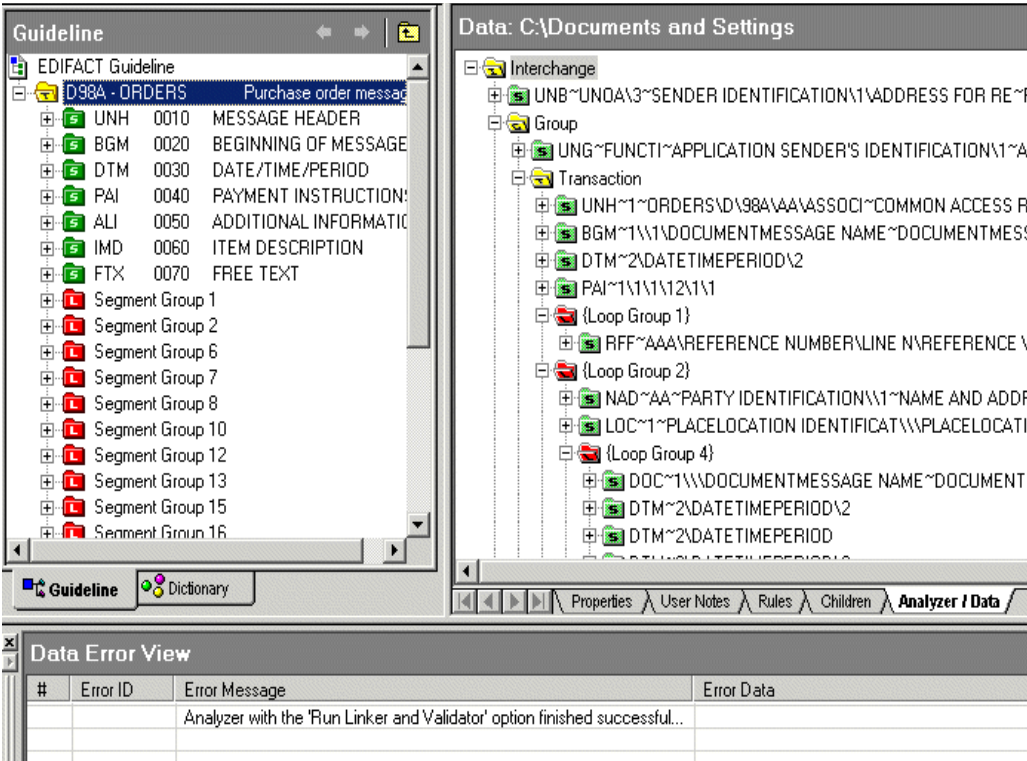 Guideline
EDIFACT Guideline
D98A - ORDERS Purchase order messag
UNH 0010 MESSAGE HEADER
BGM 0020 BEGINNING OF MESSAGE
DTM 0030 DATE/TIME/PERIOD
PAI 0040 PAYMENT INSTRUCTION
ALI 0050 ADDITIONAL INFORMATIO
IMD 0060 ITEM DESCRIPTION
FTX 0070 FREE TEXT
Segment Group 1
Segment Group 2
Segment Group 6
Segment Group 7
Segment Group 8
Segment Group 10
Segment Group 12
Segment Group 13
Segment Group 15
Segment Group 16
Guideline
Dictionary
Data: C:\Documents and Settings
Interchange
UNB~UNOA\3~SENDER IDENTIFICATION\1\ADDRESS FOR RE~
Group
UNG~FUNCTI~APPLICATION SENDER'S IDENTIFICATION\1~A
Transaction
UNH~1~ORDERS\D\98A\AA\ASSOCI~COMMON ACCESS R
BGM~1\\1\DOCUMENTMESSAGE NAME~DOCUMENTMESS
DTM~2\DATETIMEPERIOD\2
PAI~1\1\1\12\1\1
{Loop Group 1}
RFF~AAA\REFERENCE NUMBER\LINE N\REFERENCE \
{Loop Group 2}
NAD~AA~PARTY IDENTIFICATION\\1~NAME AND ADDR
LOC~1~PLACELOCATION IDENTIFICAT\\\PLACELOCATI
{Loop Group 4}
DOC~1\\\DOCUMENTMESSAGE NAME~DOCUMENT
DTM~2\DATETIMEPERIOD\2
DTM~2\DATETIMEPERIOD
Properties User Notes Rules Children Analyzer / Data
Data Error View
# Error ID Error Message Error Data
Analyzer with the 'Run Linker and Validator' option finished successful...